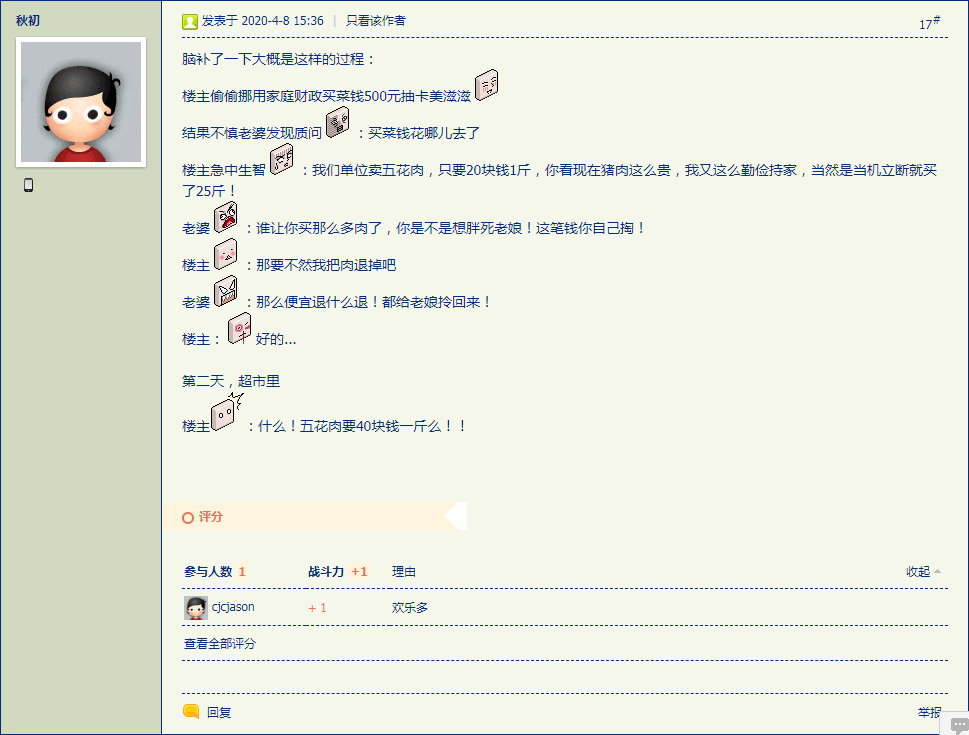 秋初
发表于 2020-4-8 15:36 | 只看该作者
17#
脑补了一下大概是这样的过程：
楼主偷偷挪用家庭财政买菜钱500元抽卡美滋滋
结果不慎老婆发现质问：买菜钱花哪儿去了
楼主急中生智：我们单位卖五花肉，只要20块钱1斤，你看现在猪肉这么贵，我又这么勤俭持家，当然是当机立断就买
了25斤！
老婆：谁让你买那么多肉了，你是不是想胖死老娘！这笔钱你自己掏！
楼主：那要不然我把肉退掉吧
老婆：那么便宜退什么退！都给老娘拎回来！
楼主：好的...
第二天，超市里
楼主：什么！五花肉要40块钱一斤么！！
评分
参与人数 1 战斗力 +1 理由 收起
cjcjason + 1 欢乐多
查看全部评分
回复
举报